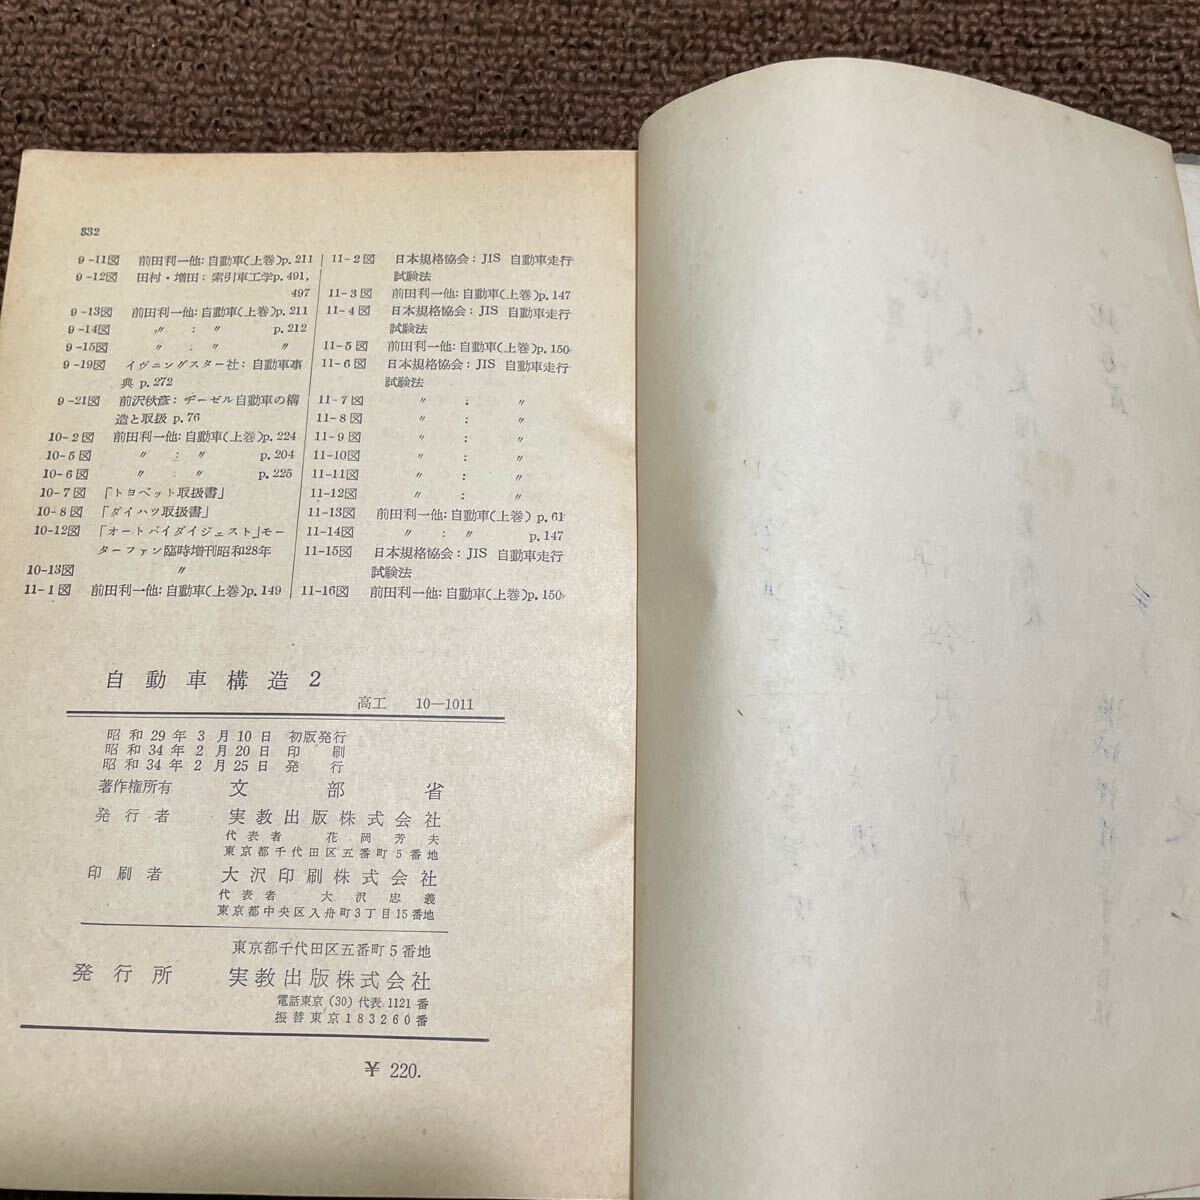 332
9-11図 前田利一他: 自動車(上巻)p. 211
9-12図 田村・増田: 索引車工学p. 491,
497
9-13図 前田利一他: 自動車(上巻)p. 211
9-14図 〃 : 〃 p. 212
9-15図 〃 : 〃 〃
9-19図 イヴニングスター社: 自動車事
典 p. 272
9-21図 前沢秋彦: ヂーゼル自動車の構
造と取扱 p. 76
10-2図 前田利一他: 自動車(上巻)p. 224
10-5図 〃 : 〃 p. 204
10-6図 〃 : 〃 p. 225
10-7図 「トヨペット取扱書」
10-8図 「ダイハツ取扱書」
10-12図 「オートバイダイジェスト」モー
ターファン臨時増刊昭和28年
10-13図 〃
11-1図 前田利一他: 自動車(上巻)p. 149
11-2図 日本規格協会: JIS 自動車走行
試験法
11-3図 前田利一他: 自動車(上巻)p. 147
11-4図 日本規格協会: JIS 自動車走行
試験法
11-5図 前田利一他: 自動車(上巻)p. 150
11-6図 日本規格協会: JIS 自動車走行
試験法
11-7図 〃 : 〃
11-8図 〃 : 〃
11-9図 〃 : 〃
11-10図 〃 : 〃
11-11図 〃 : 〃
11-12図 〃 : 〃
11-13図 前田利一他: 自動車(上巻) p. 61
11-14図 〃 : 〃 p. 147
11-15図 日本規格協会: JIS 自動車走行
試験法
11-16図 前田利一他: 自動車(上巻)p. 150
自動車構造 2
高工 10―1011
昭和29年3月10日 初版発行
昭和34年2月20日 印刷
昭和34年2月25日 発行
著作権所有 文部省
発行者 実教出版株式会社
代表者 花岡芳夫
東京都千代田区五番町5番地
印刷者 大沢印刷株式会社
代表者 大沢忠義
東京都中央区入舟町3丁目15番地
東京都千代田区五番町5番地
発行所 実教出版株式会社
電話東京 (30) 代表 1121 番
振替東京183260番
¥ 220.